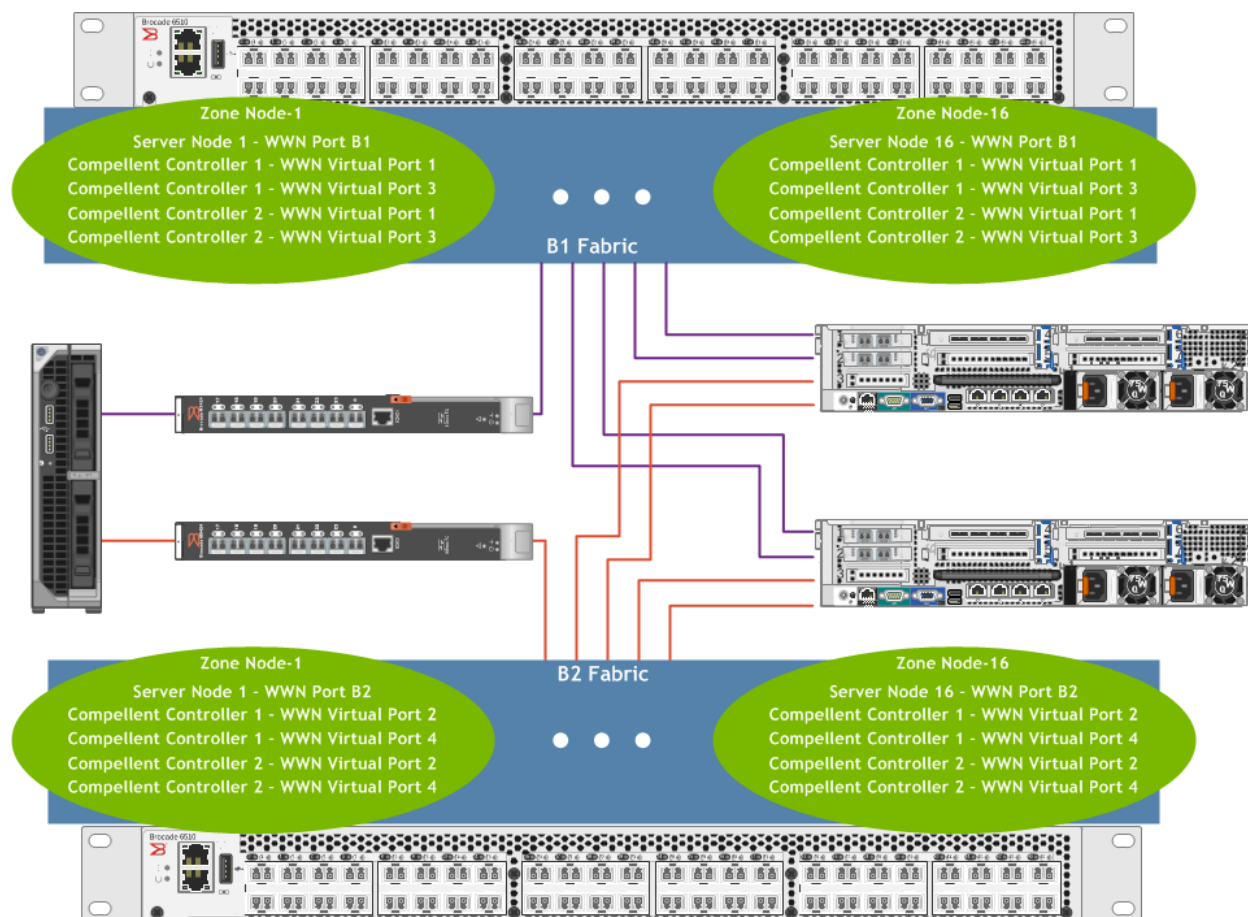 Brocade 6510
Zone Node-1
Server Node 1 - WWN Port B1
Compellent Controller 1 - WWN Virtual Port 1
Compellent Controller 1 - WWN Virtual Port 3
Compellent Controller 2 - WWN Virtual Port 1
Compellent Controller 2 - WWN Virtual Port 3
Zone Node-16
Server Node 16 - WWN Port B1
Compellent Controller 1 - WWN Virtual Port 1
Compellent Controller 1 - WWN Virtual Port 3
Compellent Controller 2 - WWN Virtual Port 1
Compellent Controller 2 - WWN Virtual Port 3
B1 Fabric
B2 Fabric
Zone Node-1
Server Node 1 - WWN Port B2
Compellent Controller 1 - WWN Virtual Port 2
Compellent Controller 1 - WWN Virtual Port 4
Compellent Controller 2 - WWN Virtual Port 2
Compellent Controller 2 - WWN Virtual Port 4
Zone Node-16
Server Node 16 - WWN Port B2
Compellent Controller 1 - WWN Virtual Port 2
Compellent Controller 1 - WWN Virtual Port 4
Compellent Controller 2 - WWN Virtual Port 2
Compellent Controller 2 - WWN Virtual Port 4
Brocade 6510